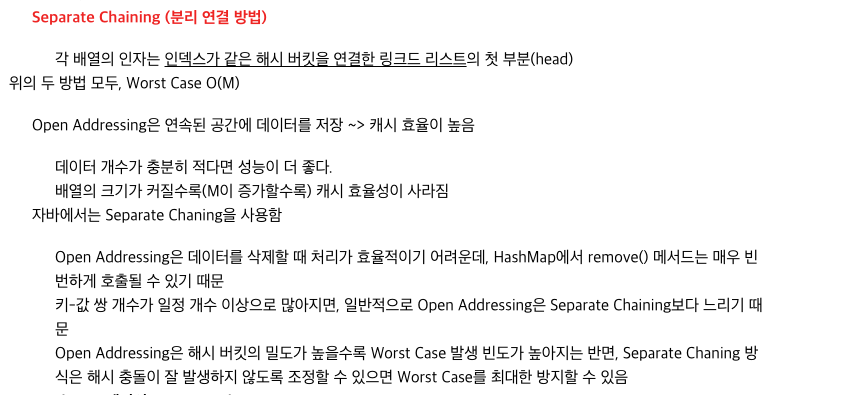 Separate Chaining (분리 연결 방법)
각 배열의 인자는 인덱스가 같은 해시 버킷을 연결한 링크드 리스트의 첫 부분(head)
위의 두 방법 모두, Worst Case O(M)
Open Addressing은 연속된 공간에 데이터를 저장 ~> 캐시 효율이 높음
데이터 개수가 충분히 적다면 성능이 더 좋다.
배열의 크기가 커질수록(M이 증가할수록) 캐시 효율성이 사라짐
자바에서는 Separate Chaning을 사용함
Open Addressing은 데이터를 삭제할 때 처리가 효율적이기 어려운데, HashMap에서 remove() 메서드는 매우 빈
번하게 호출될 수 있기 때문
키-값 쌍 개수가 일정 개수 이상으로 많아지면, 일반적으로 Open Addressing은 Separate Chaining보다 느리기 때
문
Open Addressing은 해시 버킷의 밀도가 높을수록 Worst Case 발생 빈도가 높아지는 반면, Separate Chaning 방
식은 해시 충돌이 잘 발생하지 않도록 조정할 수 있으면 Worst Case를 최대한 방지할 수 있음